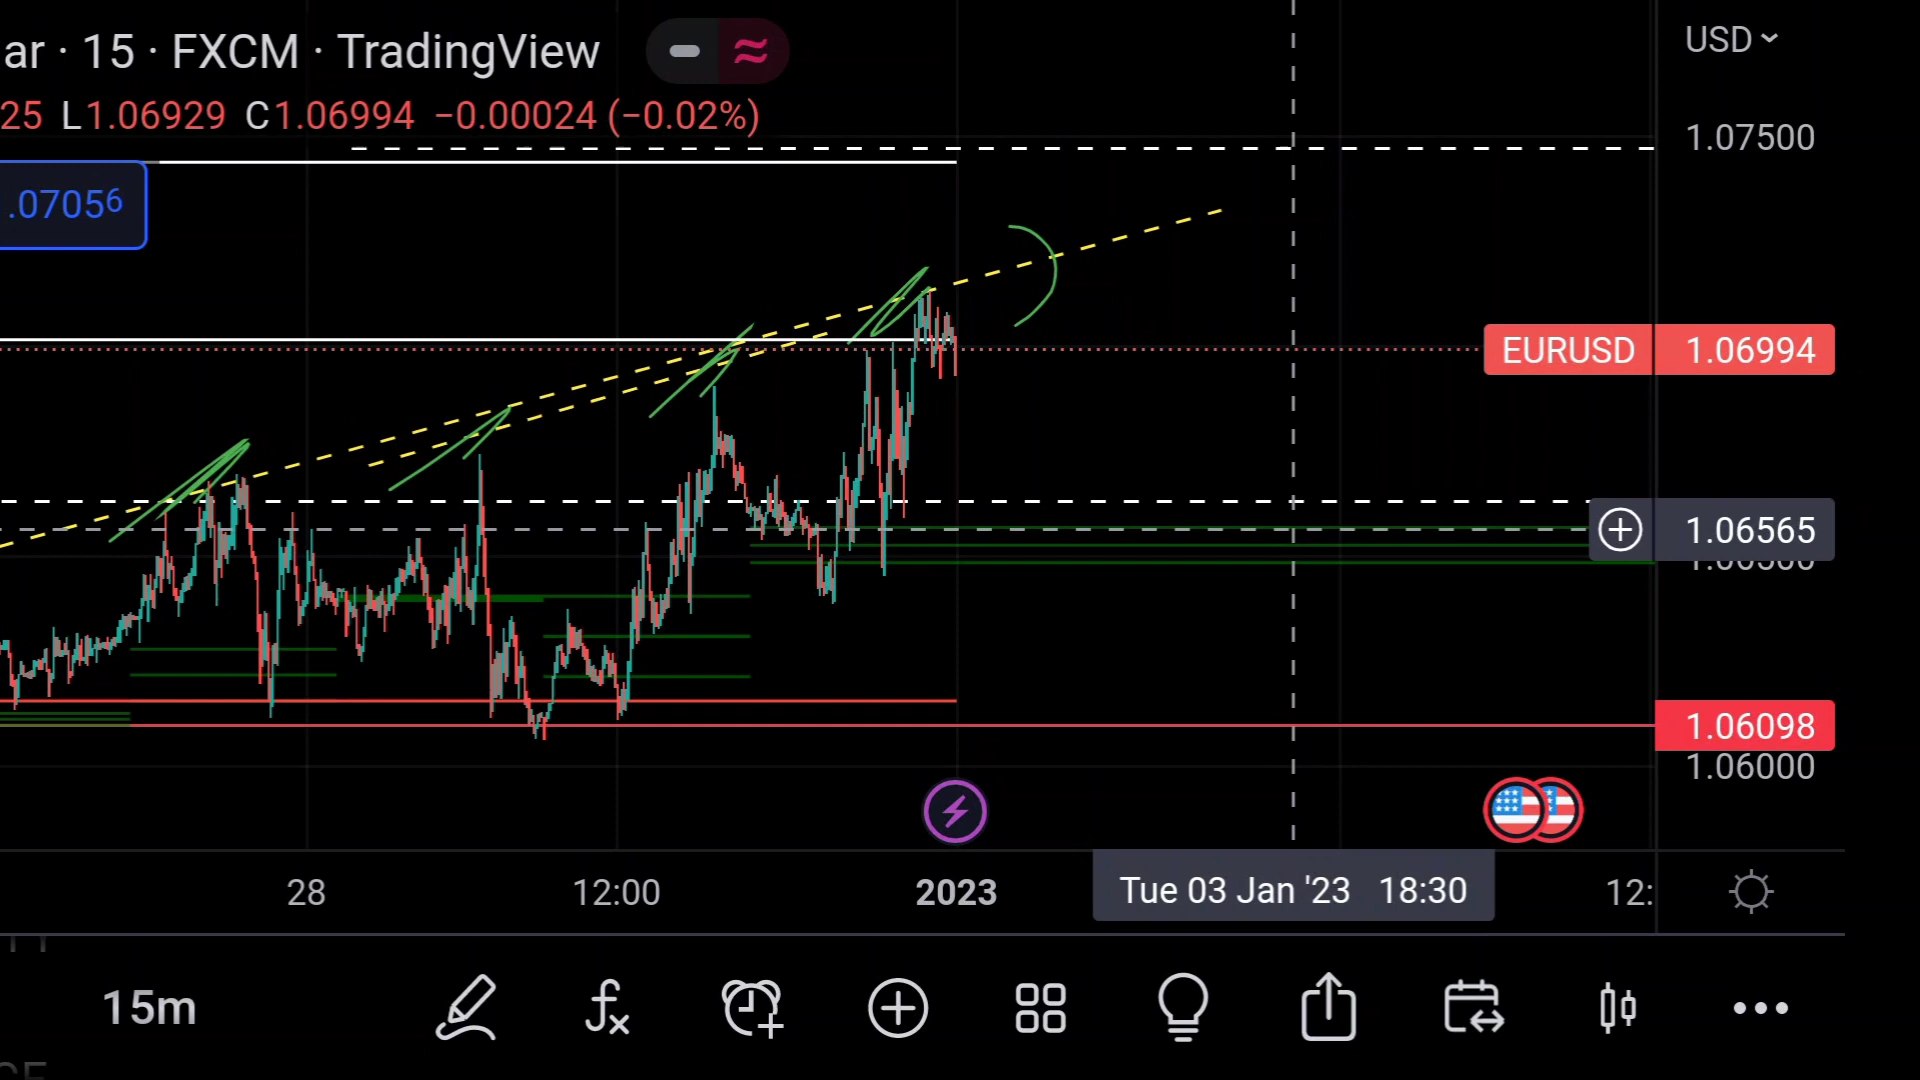 ar · 15 · FXCM · TradingView
USD
25 L1.06929 C1.06994 −0.00024 (−0.02%)
1.07500
.07056
EURUSD 1.06994
1.06565
1.06098
1.06000
28 12:00 2023 Tue 03 Jan '23 18:30 12:
15m